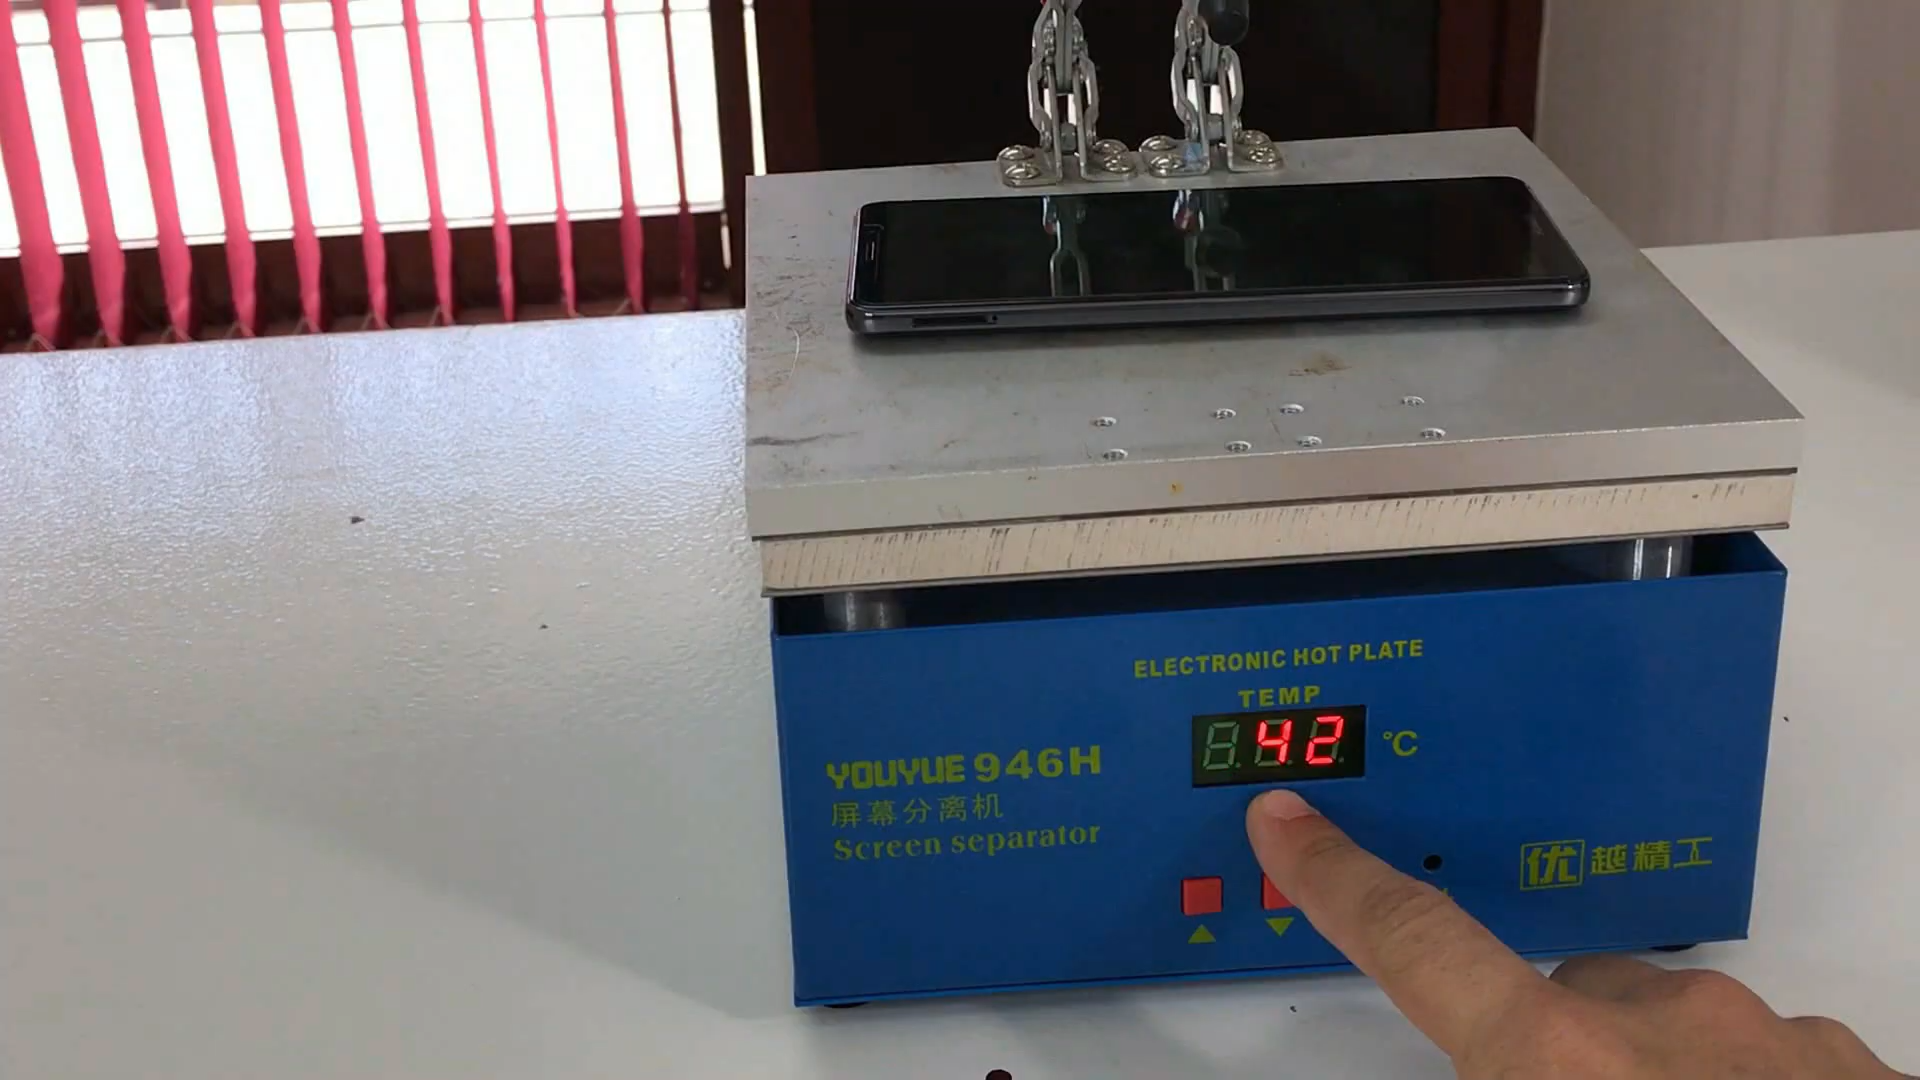 ELECTRONIC HOT PLATE
TEMP
42 °C
YOUYUE 946H
屏幕分离机
Screen separator
优越精工